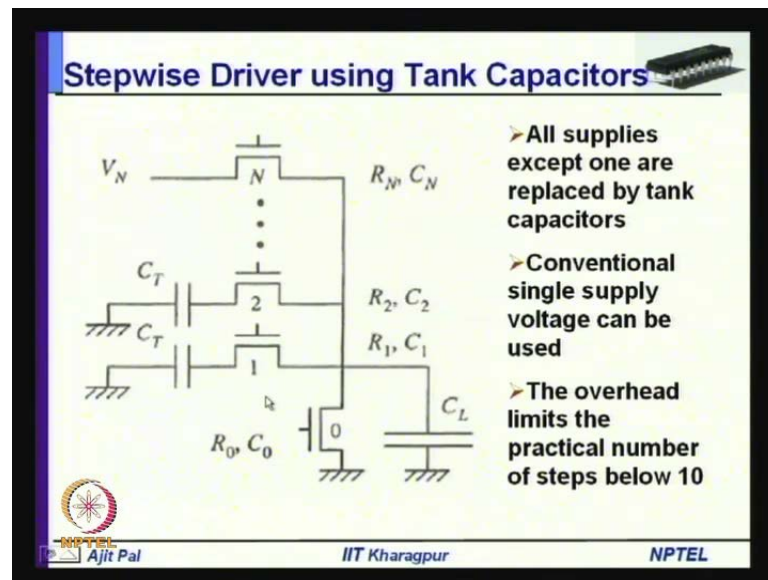 Stepwise Driver using Tank Capacitors
V_N
N
R_N, C_N
C_T
2
R_2, C_2
C_T
1
R_1, C_1
R_0, C_0
0
C_L
➢All supplies
except one are
replaced by tank
capacitors
➢Conventional
single supply
voltage can be
used
➢The overhead
limits the
practical number
of steps below 10
NPTEL
Ajit Pal
IIT Kharagpur
NPTEL